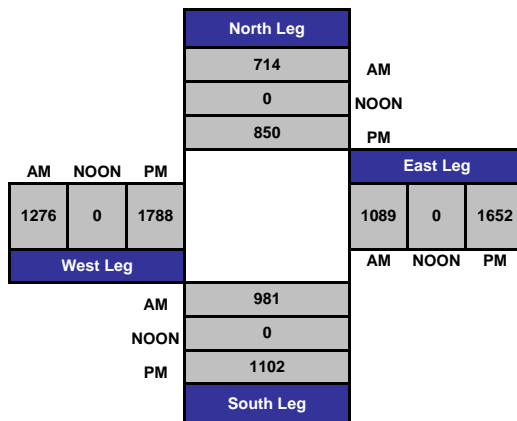 North Leg
714 AM
0 NOON
850 PM
AM NOON PM
East Leg
1276 0 1788
1089 0 1652
West Leg
AM NOON PM
AM 981
NOON 0
PM 1102
South Leg